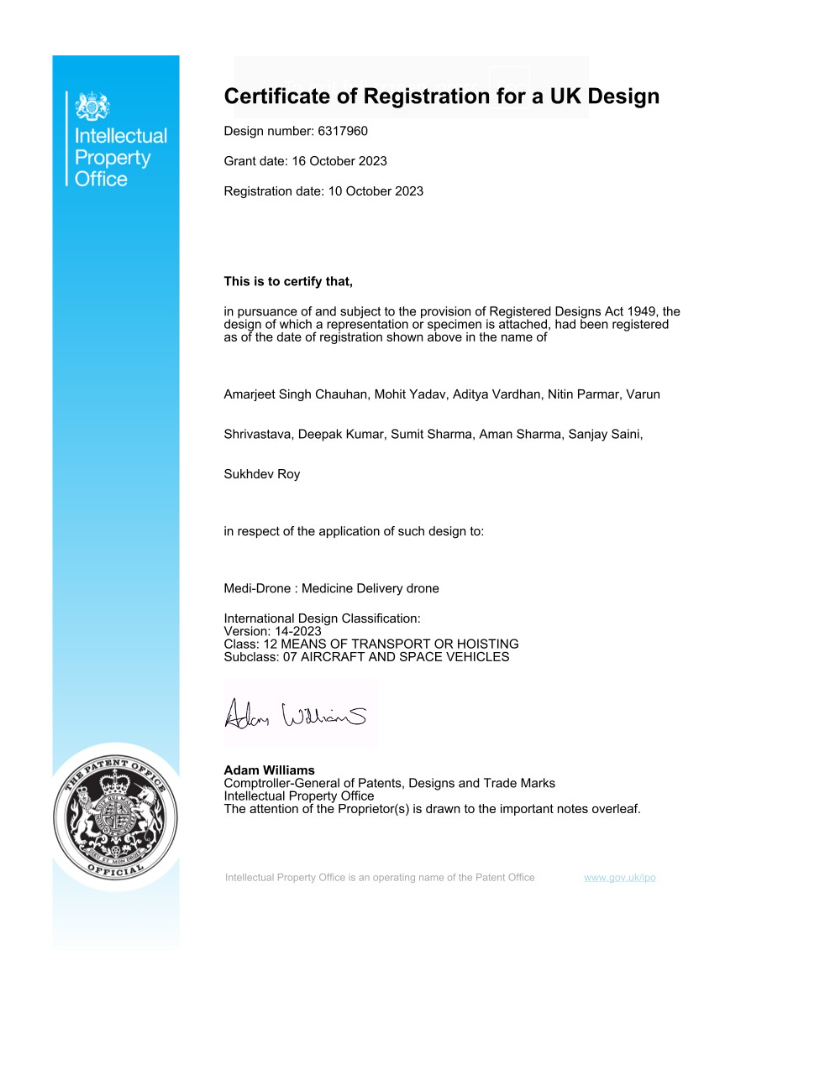 Intellectual
Property
Office
Certificate of Registration for a UK Design
Design number: 6317960
Grant date: 16 October 2023
Registration date: 10 October 2023
This is to certify that,
in pursuance of and subject to the provision of Registered Designs Act 1949, the
design of which a representation or specimen is attached, had been registered
as of the date of registration shown above in the name of
Amarjeet Singh Chauhan, Mohit Yadav, Aditya Vardhan, Nitin Parmar, Varun
Shrivastava, Deepak Kumar, Sumit Sharma, Aman Sharma, Sanjay Saini,
Sukhdev Roy
in respect of the application of such design to:
Medi-Drone : Medicine Delivery drone
International Design Classification:
Version: 14-2023
Class: 12 MEANS OF TRANSPORT OR HOISTING
Subclass: 07 AIRCRAFT AND SPACE VEHICLES
Adam Williams
Adam Williams
Comptroller-General of Patents, Designs and Trade Marks
Intellectual Property Office
The attention of the Proprietor(s) is drawn to the important notes overleaf.
THE PATENT OFFICE
OFFICIAL
Intellectual Property Office is an operating name of the Patent Office www.gov.uk/ipo